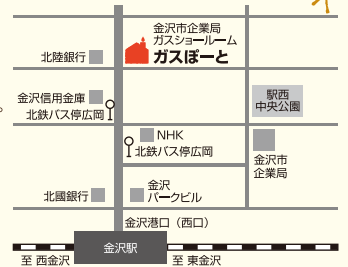 金沢市企業局
ガスショールーム
ガスぽーと
北陸銀行
金沢信用金庫
北鉄バス停広岡
駅西
中央公園
NHK
北鉄バス停広岡
金沢市
企業局
北國銀行
金沢
パークビル
金沢港口（西口）
金沢駅
至 西金沢
至 東金沢